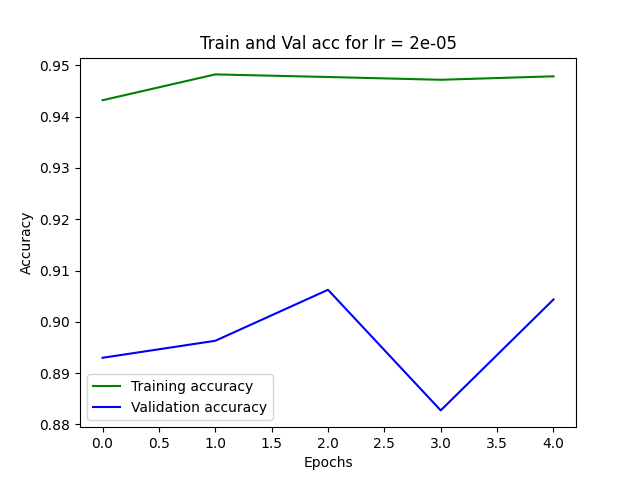 Train and Val acc for lr = 2e-05
0.95
0.94
0.93
0.92
0.91
0.90
0.89
0.88
Accuracy
Training accuracy
Validation accuracy
0.0 0.5 1.0 1.5 2.0 2.5 3.0 3.5 4.0
Epochs